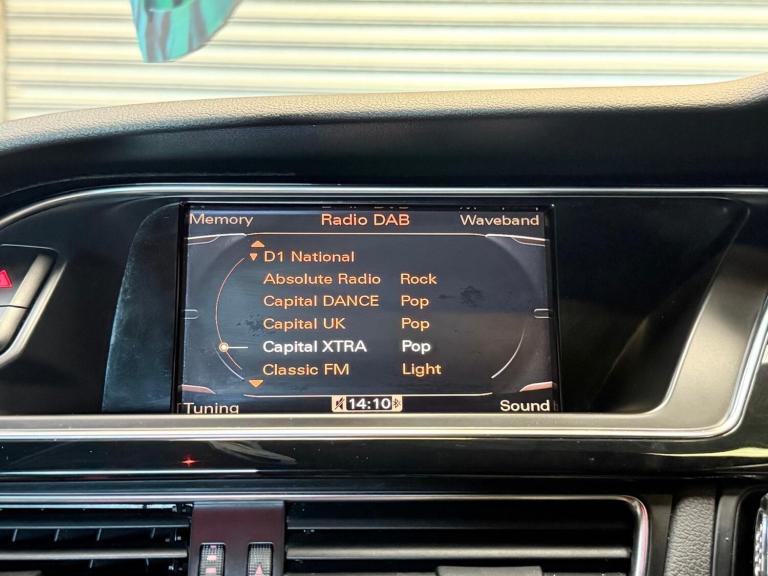 Memory Radio DAB Waveband
D1 National
Absolute Radio Rock
Capital DANCE Pop
Capital UK Pop
Capital XTRA Pop
Classic FM Light
Tuning 14:10 Sound